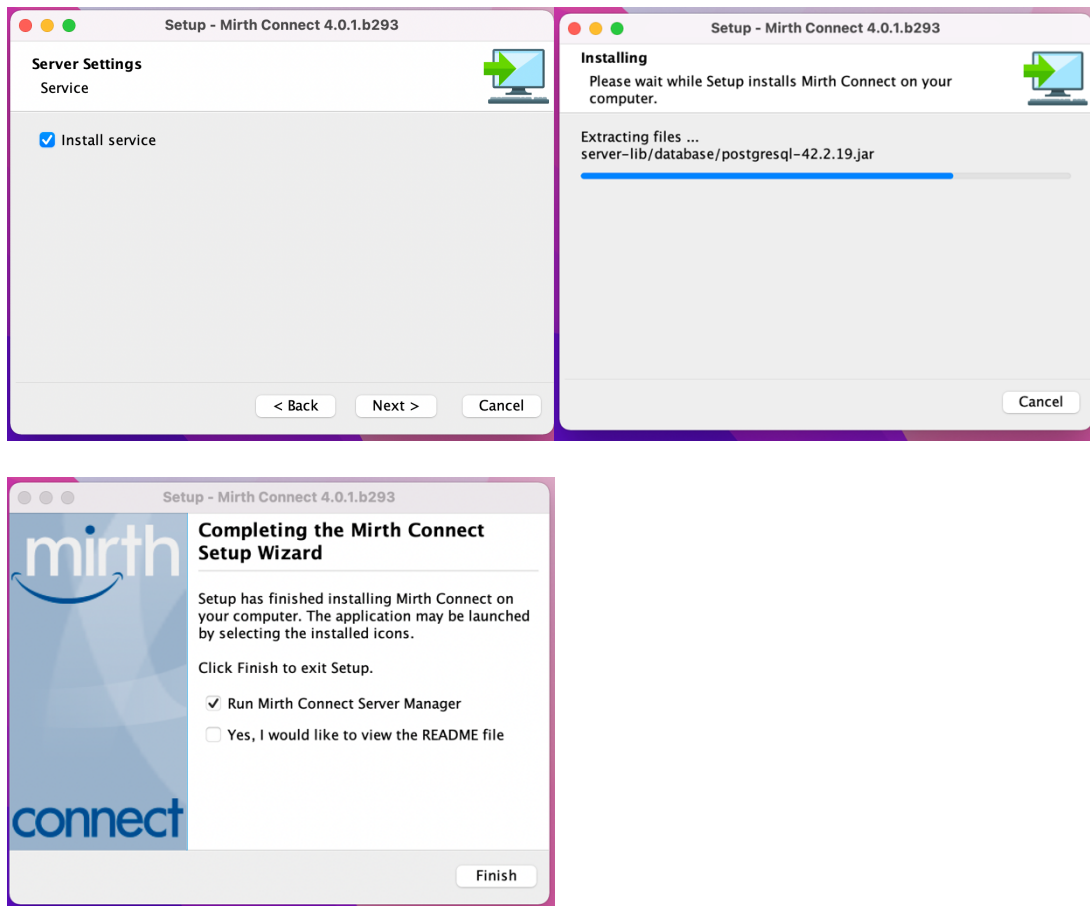 Setup - Mirth Connect 4.0.1.b293
Server Settings
Service
Install service
< Back
Next >
Cancel
Setup - Mirth Connect 4.0.1.b293
Installing
Please wait while Setup installs Mirth Connect on your
computer.
Extracting files ...
server-lib/database/postgresql-42.2.19.jar
Cancel
Setup - Mirth Connect 4.0.1.b293
mirth
connect
Completing the Mirth Connect
Setup Wizard
Setup has finished installing Mirth Connect on
your computer. The application may be launched
by selecting the installed icons.
Click Finish to exit Setup.
Run Mirth Connect Server Manager
Yes, I would like to view the README file
Finish